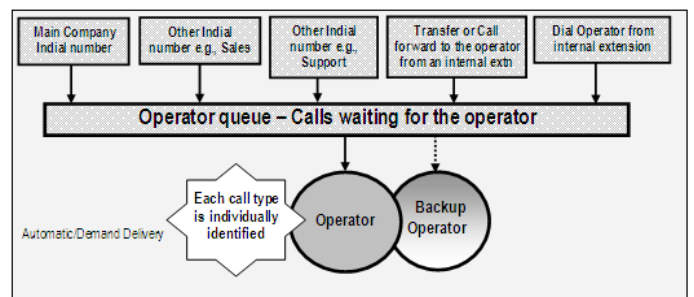 Main Company
Indial number
Other Indial
number e.g., Sales
Other Indial
number e.g.,
Support
Transfer or Call
forward to the operator
from an internal extn
Dial Operator from
internal extension
Operator queue – Calls waiting for the operator
Each call type
is individually
identified
Operator
Backup
Operator
Automatic/Demand Delivery